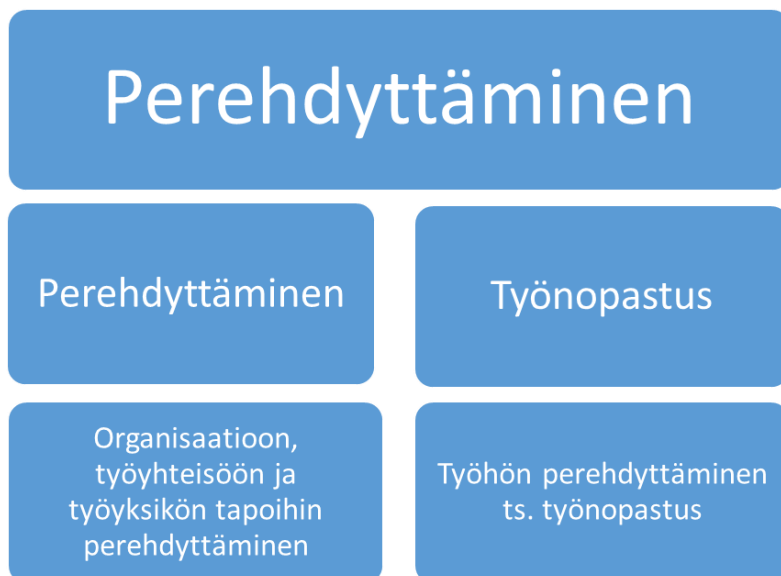 Perehdyttäminen
Perehdyttäminen
Työnopastus
Organisaatioon,
työyhteisöön ja
työyksikön tapoihin
perehdyttäminen
Työhön perehdyttäminen
ts. työnopastus